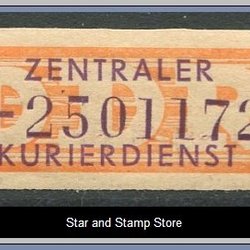 ZENTRALER
-2501172
KURIERDIENST
Star and Stamp Store